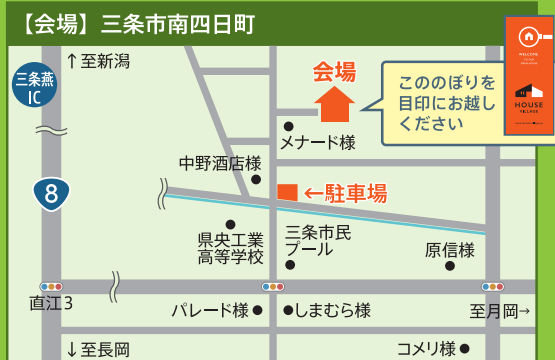 【会場】三条市南四日町
↑至新潟
三条燕
IC
会場
こののぼりを
目印にお越し
ください
HOUSE
VILLAGE
メナード様
中野酒店様
8
←駐車場
県央工業
高等学校
三条市民
プール
原信様
直江3
パレード様
しまむら様
至月岡→
↓至長岡
コメリ様